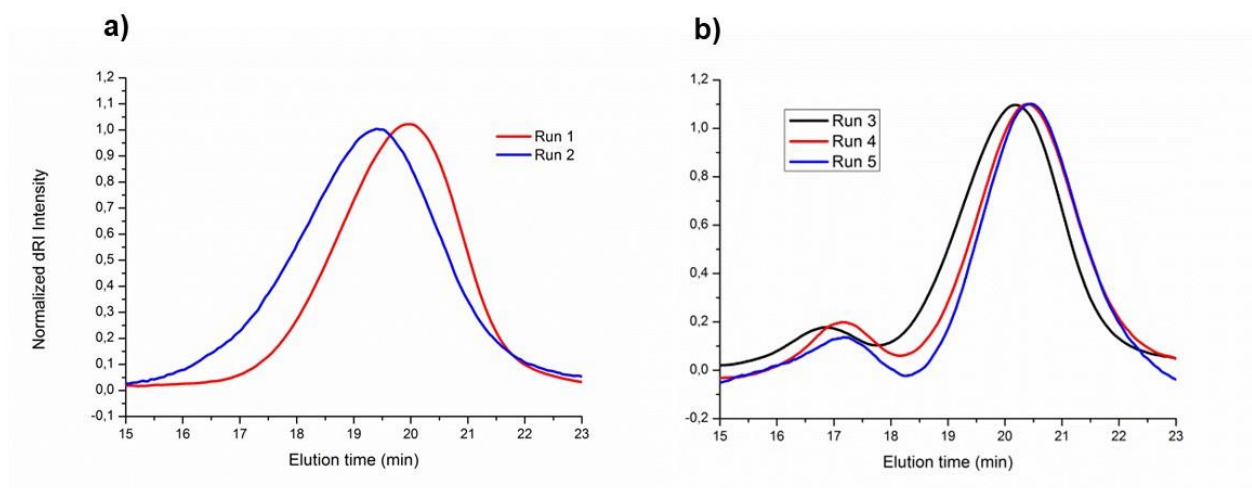 a)
Normalized dRI Intensity
1,2
1,1
1,0
0,9
0,8
0,7
0,6
0,5
0,4
0,3
0,2
0,1
0,0
-0,1
Run 1
Run 2
15 16 17 18 19 20 21 22 23
Elution time (min)
b)
1,2
1,0
0,8
0,6
0,4
0,2
0,0
-0,2
Run 3
Run 4
Run 5
15 16 17 18 19 20 21 22 23
Elution time (min)